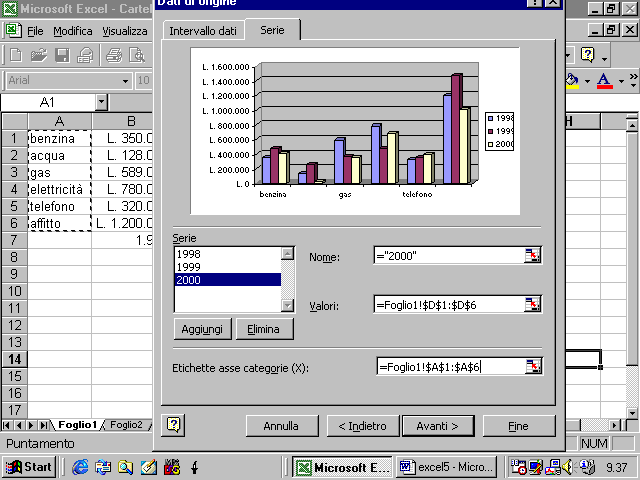 Microsoft Excel - Cartel
Dati di origine
File Modifica Visualizza
Intervallo dati Serie
Arial 10
A1
A B H
1 benzina L. 350.0
2 acqua L. 128.0
3 gas L. 589.0
4 elettricità L. 780.0
5 telefono L. 320.0
6 affitto L. 1.200.0
7 1.9
8
9
10
11
12
13
14
15
16
17
L. 1.600.000
L. 1.400.000
L. 1.200.000
L. 1.000.000
L. 800.000
L. 600.000
L. 400.000
L. 200.000
L. 0
benzina gas telefono
1998
1999
2000
Serie
1998
1999
2000
Nome: ="2000"
Valori: =Foglio1!$D$1:$D$6
Aggiungi Elimina
Etichette asse categorie (X): =Foglio1!$A$1:$A$6
Annulla < Indietro Avanti > Fine
Foglio1 Foglio2
Puntamento NUM
Start Microsoft E... excel5 - Micro... 9.37